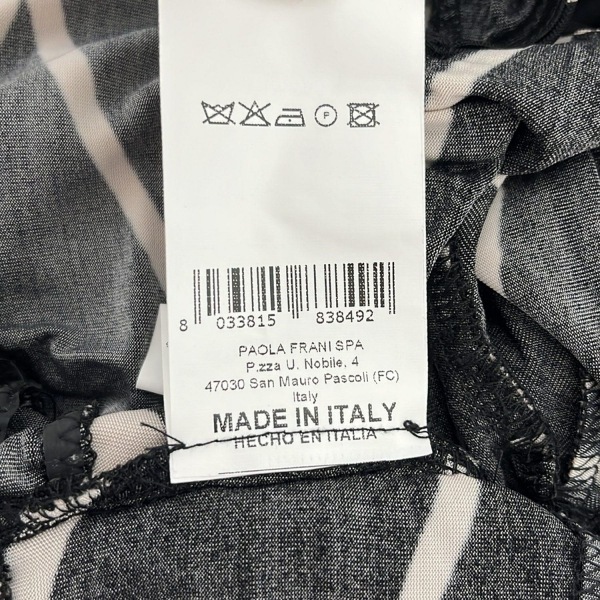 P
8 033815 838492
PAOLA FRANI SPA
P.zza U. Nobile, 4
47030 San Mauro Pascoli (FC)
Italy
MADE IN ITALY
HECHO EN ITALIA